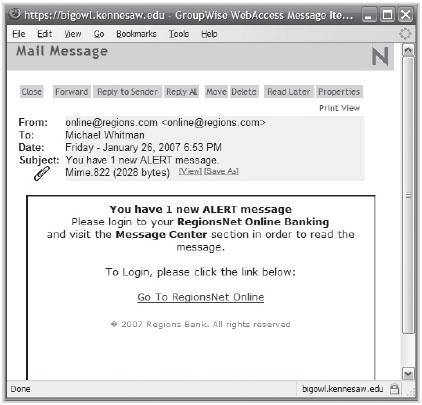 https://bigowl.kennesaw.edu - GroupWise WebAccess Message Ite...
File Edit View Go Bookmarks Tools Help
Mail Message
N
Close Forward Reply to Sender Reply All Move Delete Read Later Properties
Print View
From: online@regions.com <online@regions.com>
To: Michael Whitman
Date: Friday - January 26, 2007 6:53 PM
Subject: You have 1 new ALERT message.
Mime.822 (2028 bytes) [View] [Save As]
You have 1 new ALERT message
Please login to your RegionsNet Online Banking
and visit the Message Center section in order to read the
message.
To Login, please click the link below:
Go To RegionsNet Online
� 2007 Regions Bank. All rights reserved
Done bigowl.kennesaw.edu